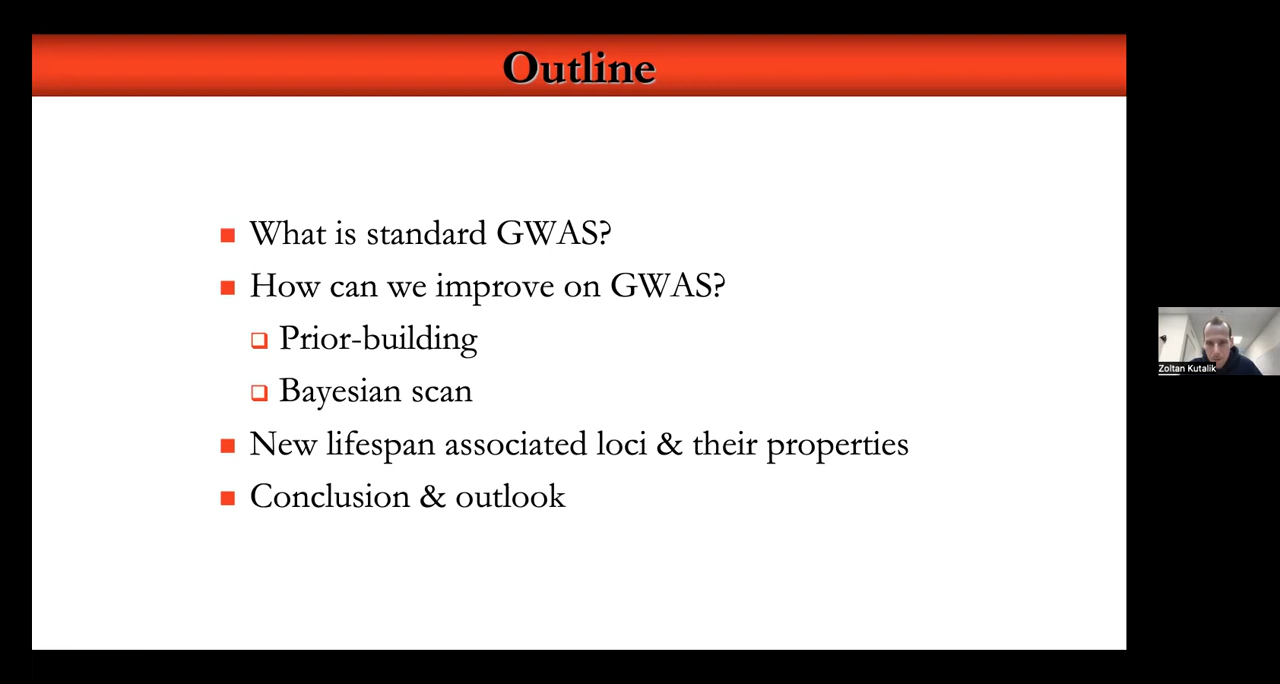 Outline
What is standard GWAS?
How can we improve on GWAS?
Prior-building
Bayesian scan
New lifespan associated loci & their properties
Conclusion & outlook
Zoltan Kutalik